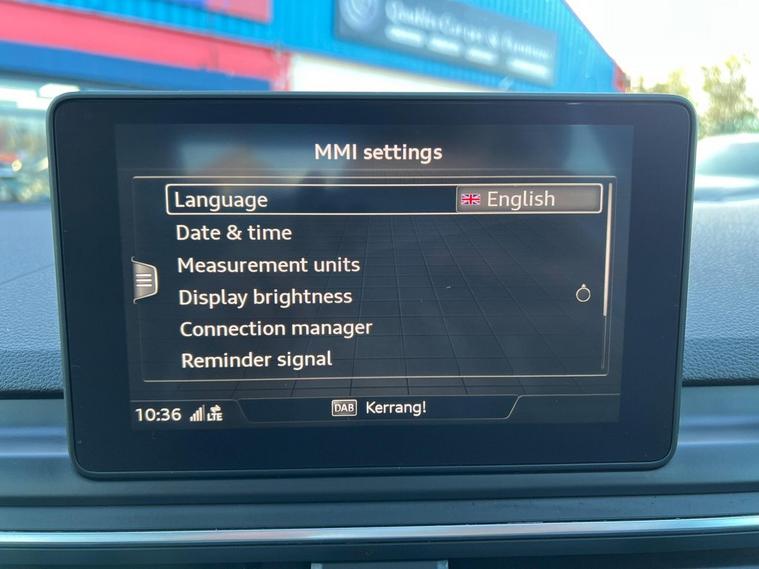 MMI settings
Language English
Date & time
Measurement units
Display brightness
Connection manager
Reminder signal
10:36 LTE DAB Kerrang!